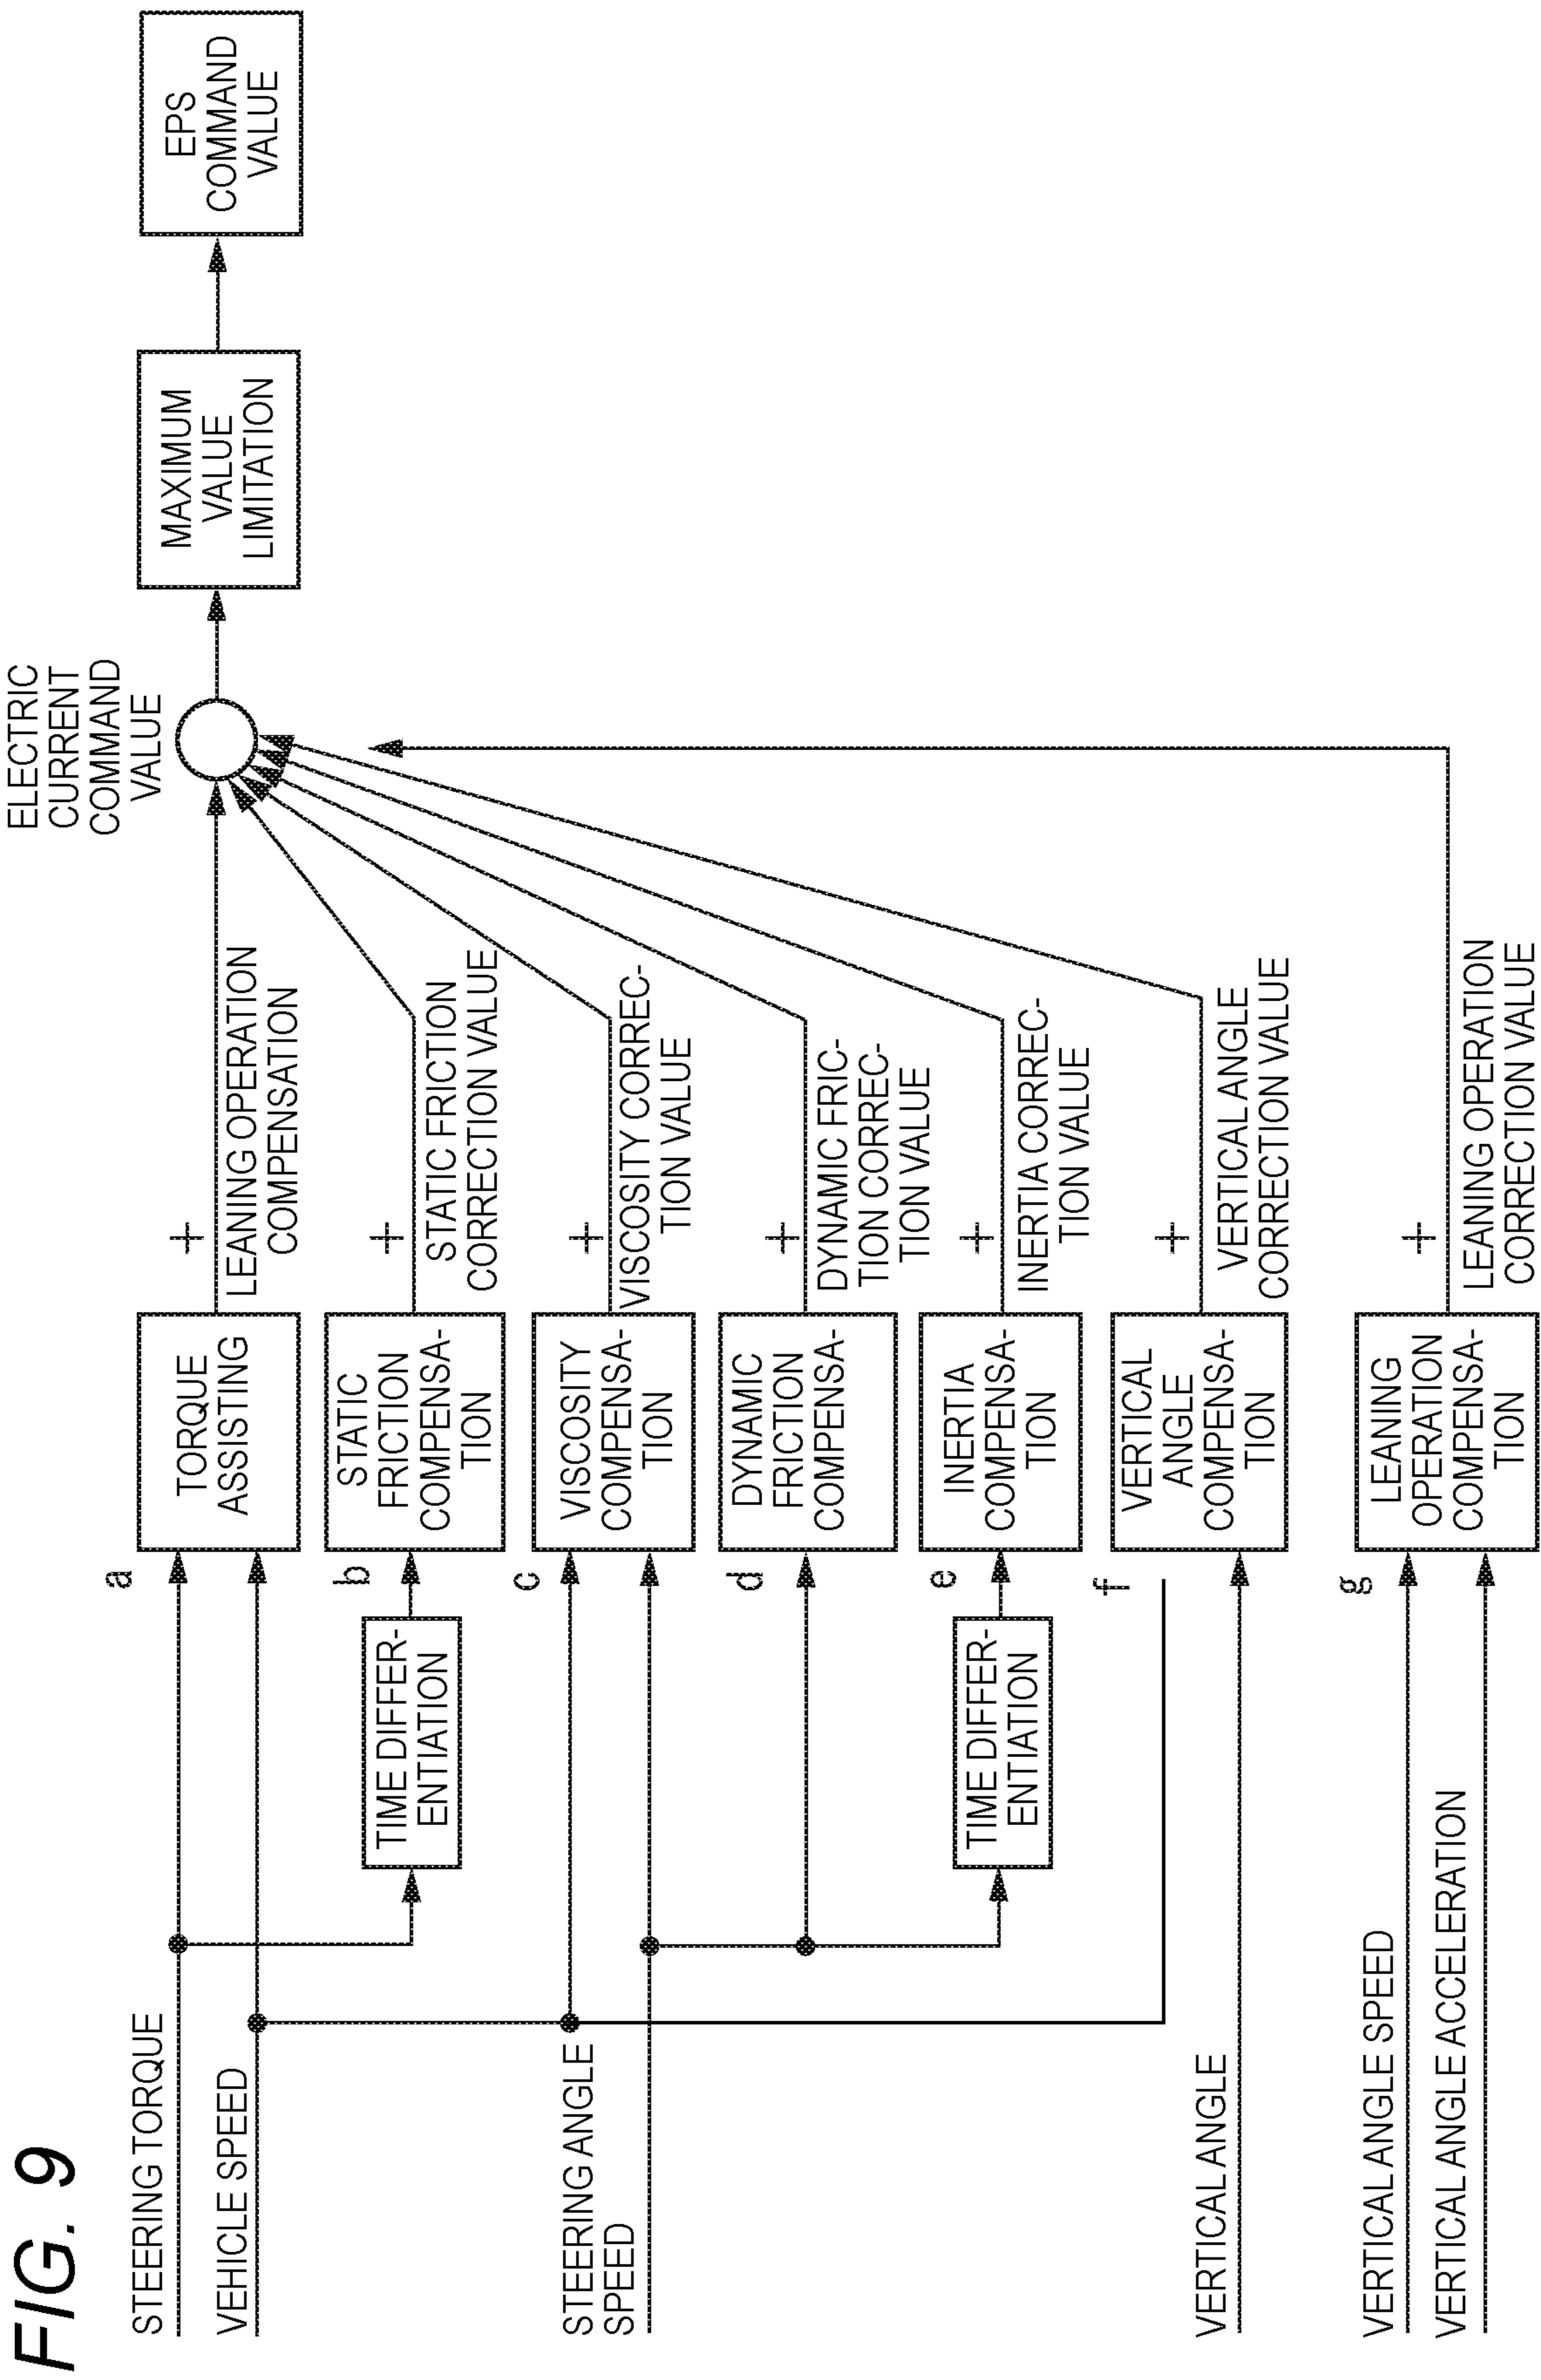 FIG. 9
STEERING TORQUE
VEHICLE SPEED
STEERING ANGLE
SPEED
VERTICAL ANGLE
VERTICAL ANGLE SPEED
VERTICAL ANGLE ACCELERATION
TIME DIFFER-
ENTIATION
TIME DIFFER-
ENTIATION
a
TORQUE
ASSISTING
b
STATIC
FRICTION
COMPENSA-
TION
c
VISCOSITY
COMPENSA-
TION
d
DYNAMIC
FRICTION
COMPENSA-
e
INERTIA
COMPENSA-
TION
f
VERTICAL
ANGLE
COMPENSA-
TION
g
LEANING
OPERATION
COMPENSA-
TION
+
LEANING OPERATION
COMPENSATION
+
STATIC FRICTION
CORRECTION VALUE
+
VISCOSITY CORREC-
TION VALUE
+
DYNAMIC FRIC-
TION CORREC-
TION VALUE
+
INERTIA CORREC-
TION VALUE
+
VERTICAL ANGLE
CORRECTION VALUE
+
LEANING OPERATION
CORRECTION VALUE
ELECTRIC
CURRENT
COMMAND
VALUE
MAXIMUM
VALUE
LIMITATION
EPS
COMMAND
VALUE